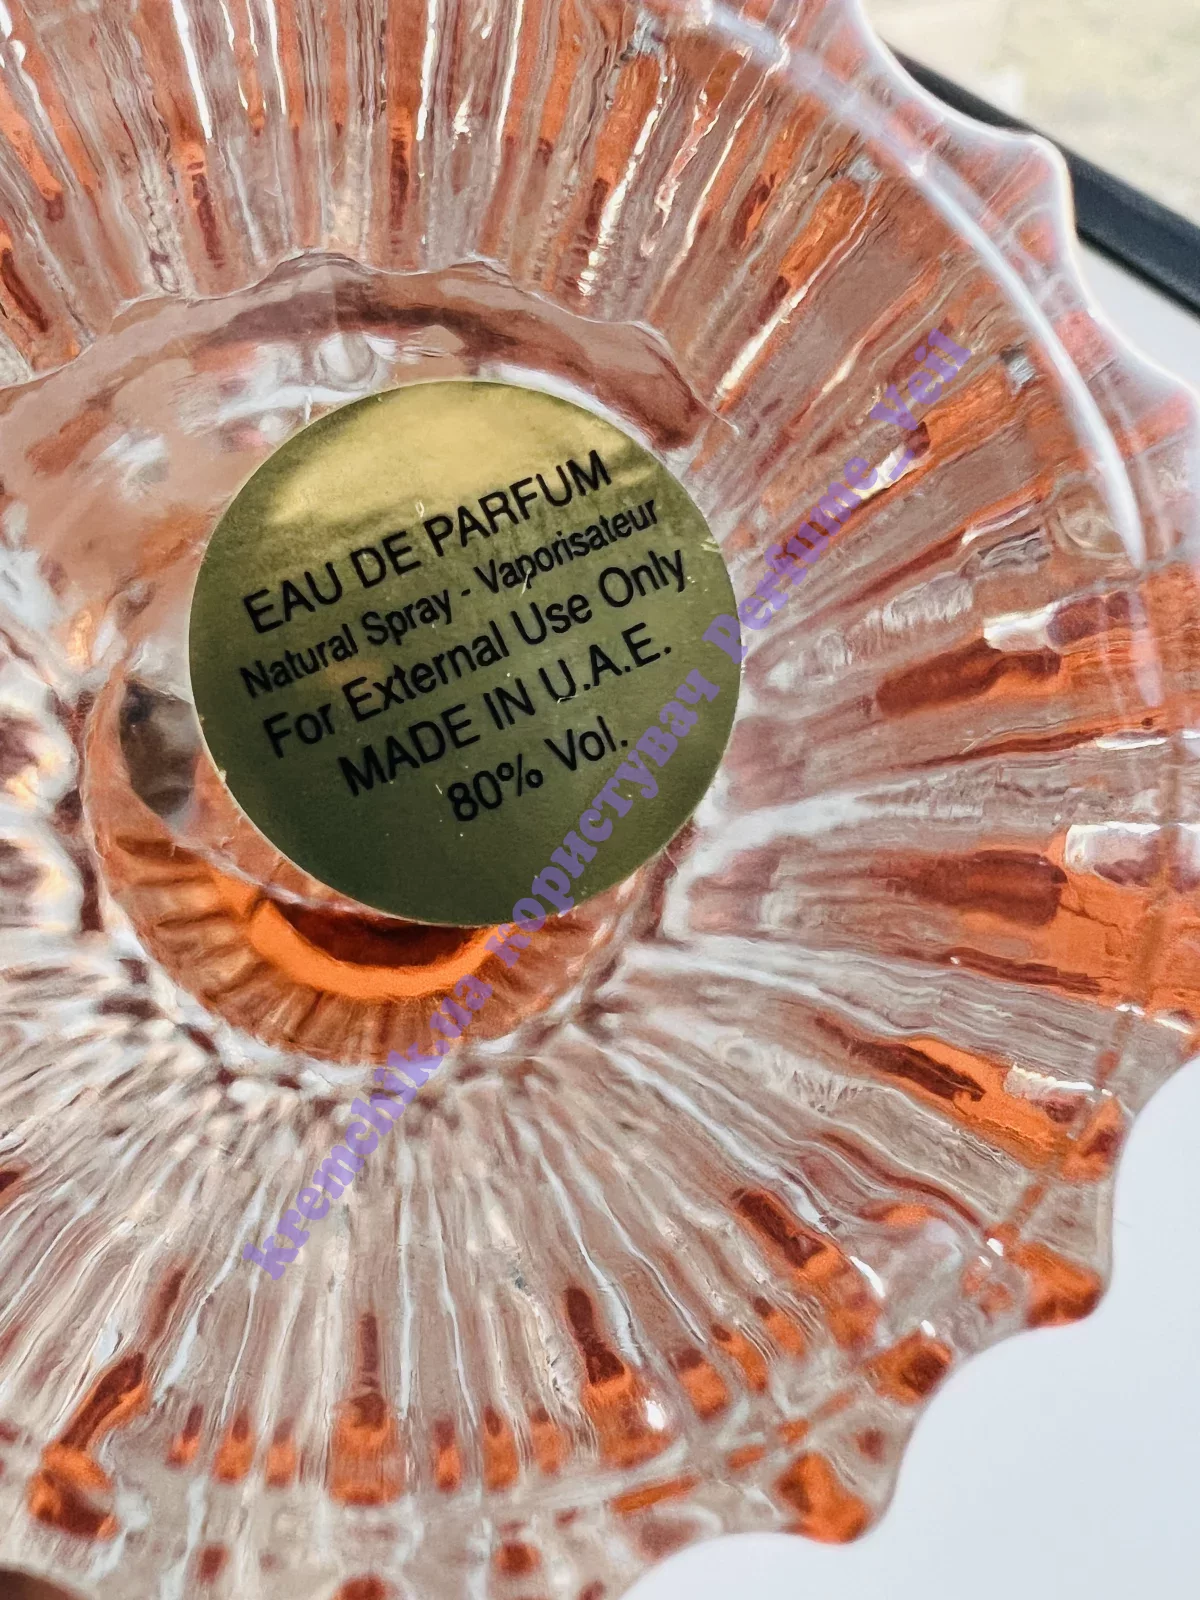 EAU DE PARFUM
Natural Spray - Vaporisateur
For External Use Only
MADE IN U.A.E.
80% Vol.
kremchik.ua користувач Perfume_Veil